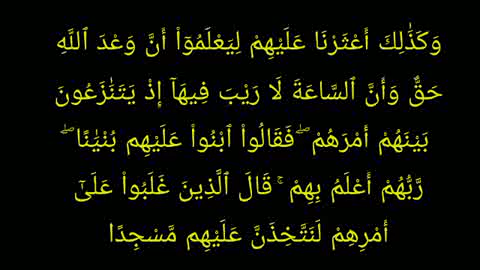 وَكَذَٰلِكَ أَعْثَرْنَا عَلَيْهِمْ لِيَعْلَمُوٓا۟ أَنَّ وَعْدَ ٱللَّهِ
حَقٌّ وَأَنَّ ٱلسَّاعَةَ لَا رَيْبَ فِيهَآ إِذْ يَتَنَٰزَعُونَ
بَيْنَهُمْ أَمْرَهُمْ ۖ فَقَالُوا۟ ٱبْنُوا۟ عَلَيْهِم بُنْيَٰنًا ۖ
رَّبُّهُمْ أَعْلَمُ بِهِمْ ۚ قَالَ ٱلَّذِينَ غَلَبُوا۟ عَلَىٰٓ
أَمْرِهِمْ لَنَتَّخِذَنَّ عَلَيْهِم مَّسْجِدًا